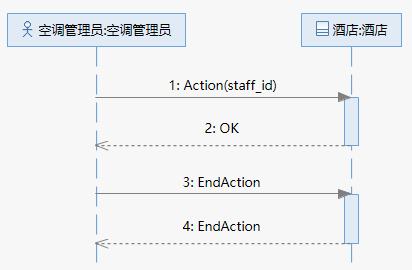 空调管理员:空调管理员
酒店:酒店
1: Action(staff_id)
2: OK
3: EndAction
4: EndAction